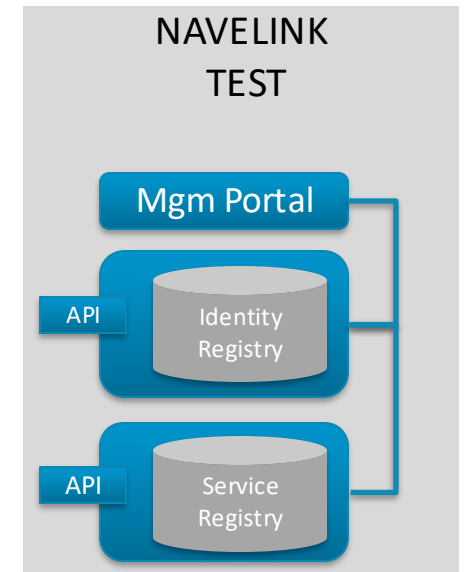 NAVELINK
TEST
Mgm Portal
API
Identity
Registry
API
Service
Registry